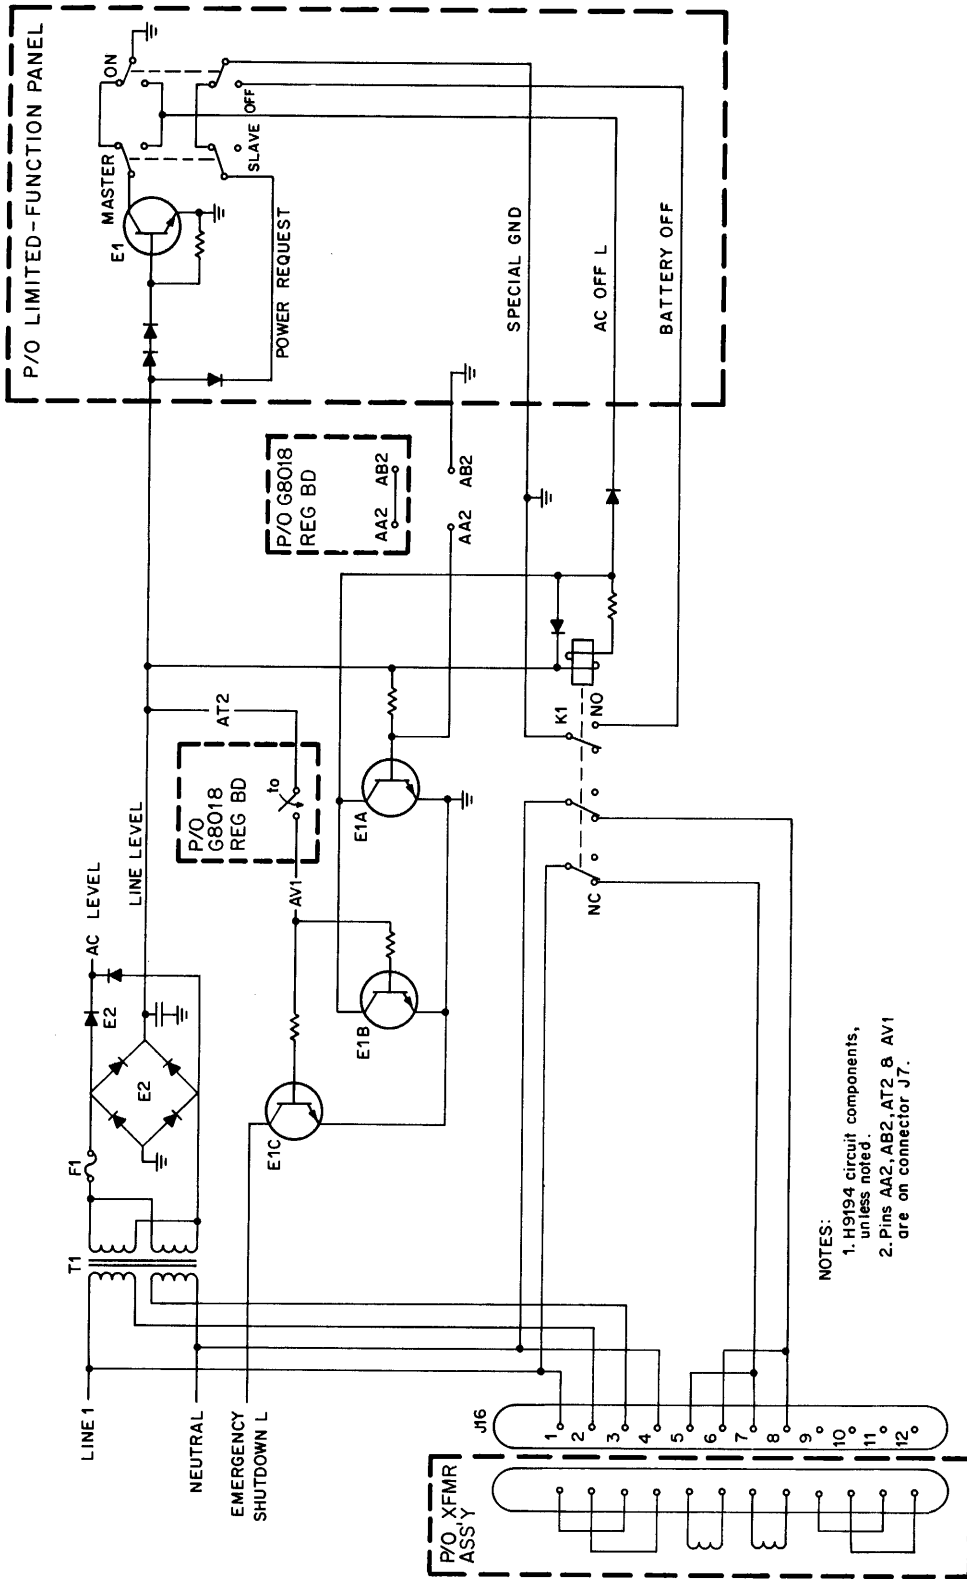 P/O LIMITED-FUNCTION PANEL
ON
MASTER
E1
SLAVE OFF
POWER REQUEST
SPECIAL GND
AC OFF L
BATTERY OFF
P/O G8018
REG BD
AA2 AB2
AA2 AB2
AT2
P/O
G8018
REG BD
to
AV1
LINE LEVEL
AC LEVEL
E2
E2
F1
T1
E1A
E1B
E1C
K1
NO
NC
LINE 1
NEUTRAL
EMERGENCY
SHUTDOWN L
J16
1
2
3
4
5
6
7
8
9
10
11
12
P/O XFMR
ASS'Y
NOTES:
1. H9194 circuit components,
unless noted.
2. Pins AA2, AB2, AT2 & AV1
are on connector J7.